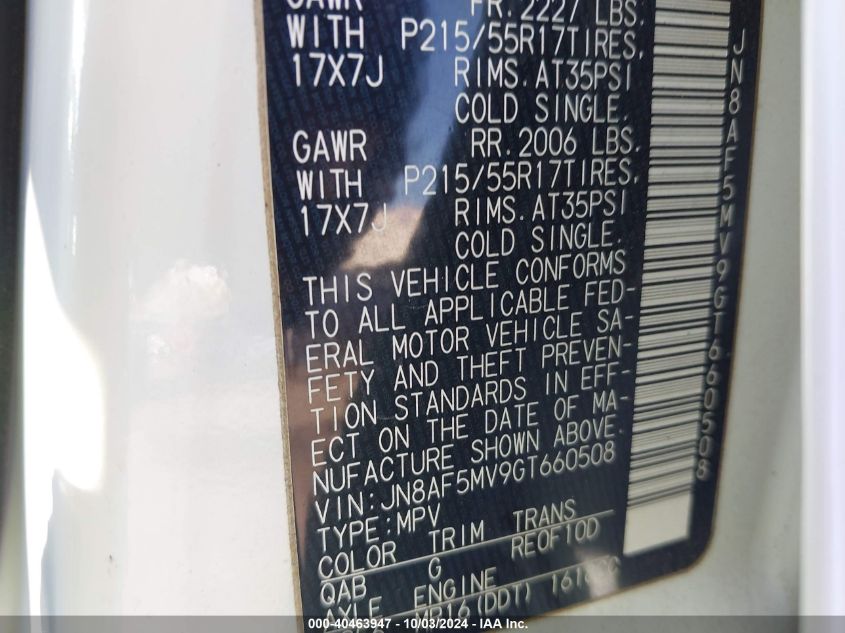 GAWR FR. 2227 LBS.
WITH P215/55R17TIRES,
17X7J RIMS. AT35PSI
COLD SINGLE.
GAWR RR. 2006 LBS.
WITH P215/55R17TIRES,
17X7J RIMS. AT35PSI
COLD SINGLE.
THIS VEHICLE CONFORMS
TO ALL APPLICABLE FED-
ERAL MOTOR VEHICLE SA-
FETY AND THEFT PREVEN-
TION STANDARDS IN EFF-
ECT ON THE DATE OF MA-
NUFACTURE SHOWN ABOVE.
VIN:JN8AF5MV9GT660508
TYPE:MPV
COLOR TRIM TRANS
QAB G RE0F10D
AXLE ENGINE
MR16(DDT)
JN8AF5MV9GT660508
000-40463947 - 10/03/2024 - IAA Inc.